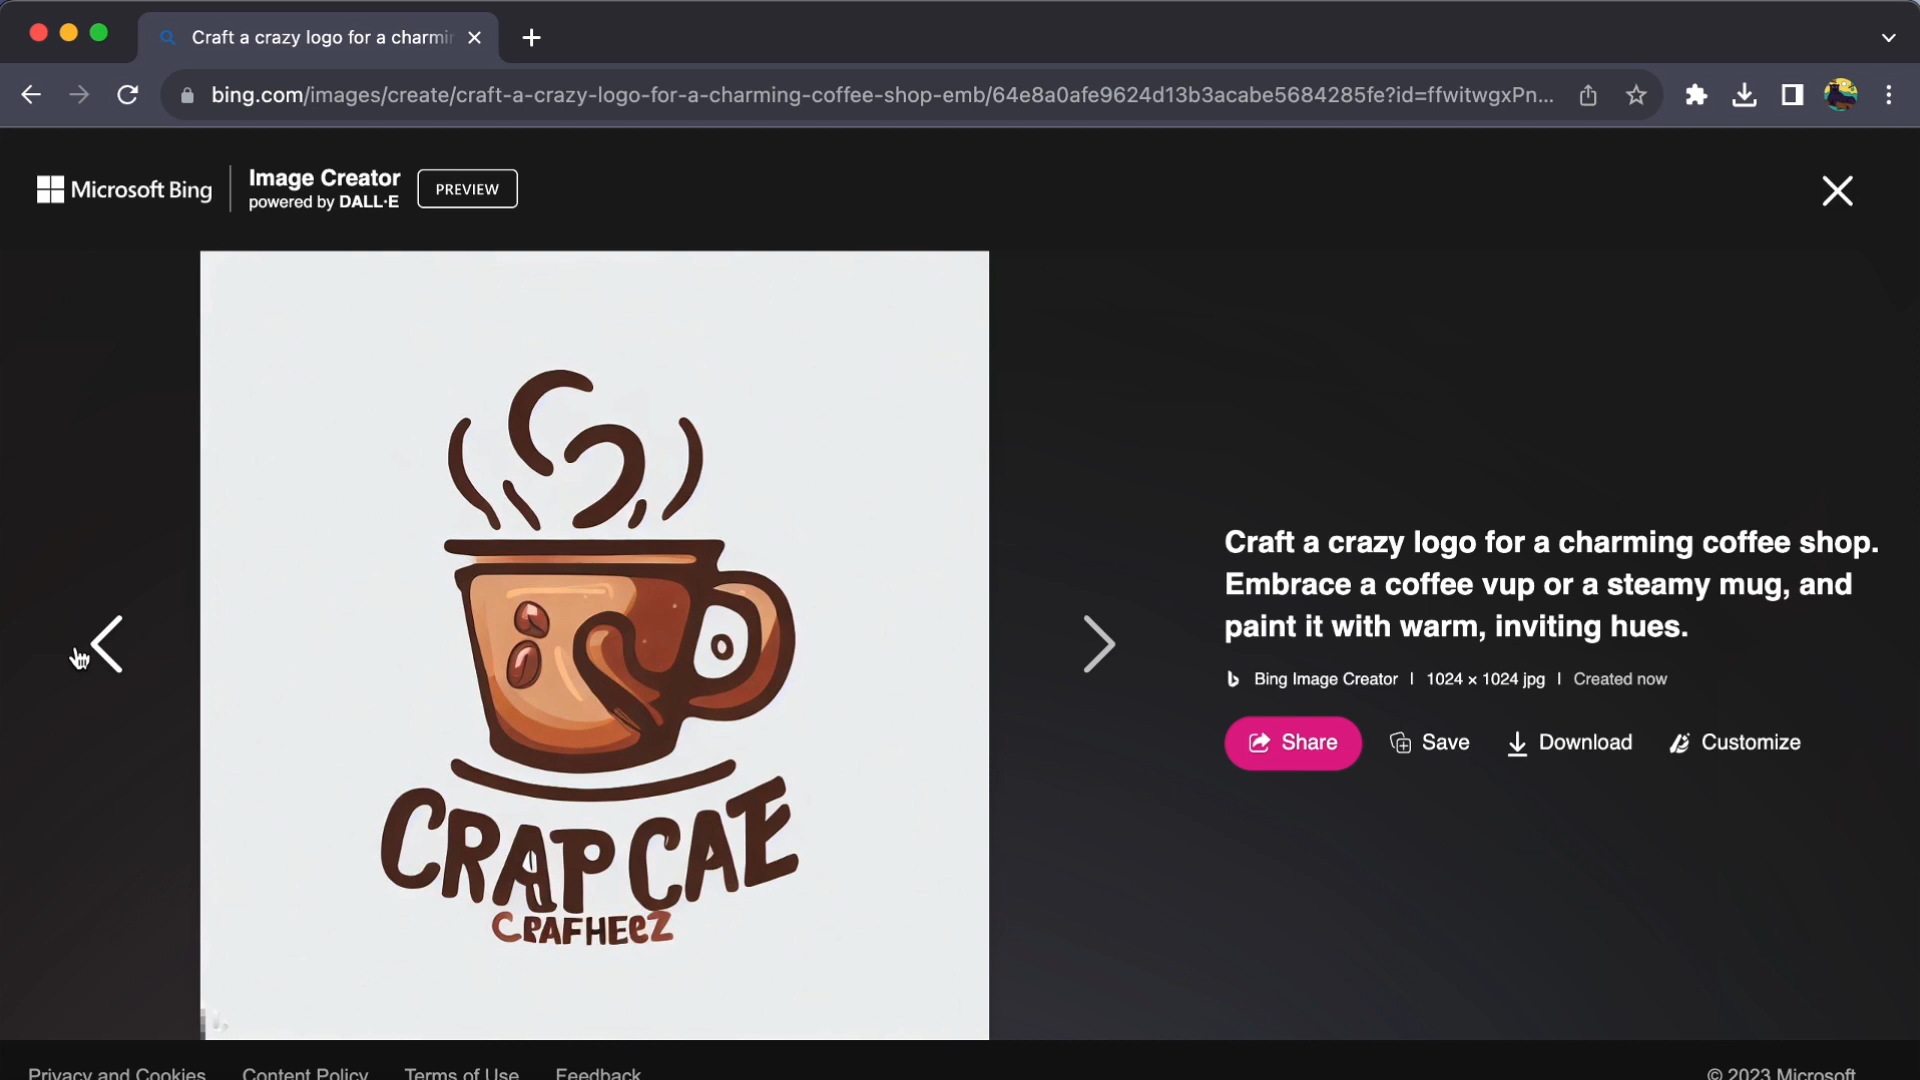 Craft a crazy logo for a charmin
bing.com/images/create/craft-a-crazy-logo-for-a-charming-coffee-shop-emb/64e8a0afe9624d13b3acabe5684285fe?id=ffwitwgxPn...
Microsoft Bing
Image Creator
powered by DALL·E
PREVIEW
CRAP CAE
CRAFHEEZ
Craft a crazy logo for a charming coffee shop.
Embrace a coffee vup or a steamy mug, and
paint it with warm, inviting hues.
Bing Image Creator | 1024 × 1024 jpg | Created now
Share
Save
Download
Customize
Privacy and Cookies
Content Policy
Terms of Use
Feedback
© 2023 Microsoft